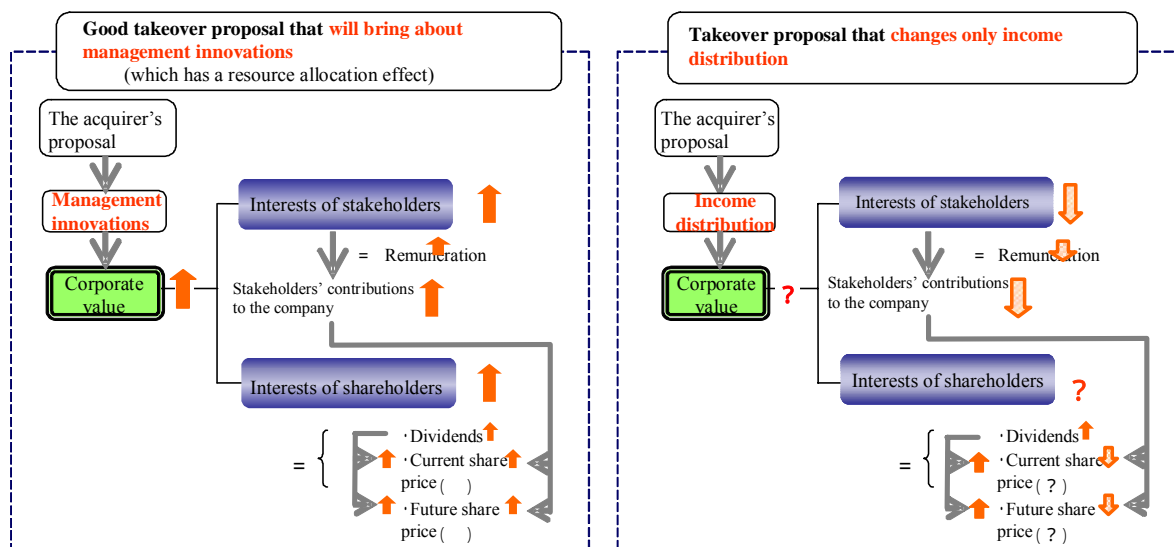 Good takeover proposal that will bring about
management innovations
(which has a resource allocation effect)
The acquirer's
proposal
Management
innovations
Corporate
value
Interests of stakeholders
= Remuneration
Stakeholders' contributions
to the company
Interests of shareholders
=
·Dividends
·Current share
price( )
·Future share
price( )
Takeover proposal that changes only income
distribution
The acquirer's
proposal
Income
distribution
Corporate
value
?
Interests of stakeholders
= Remuneration
Stakeholders' contributions
to the company
Interests of shareholders
?
=
·Dividends
·Current share
price(?)
·Future share
price(?)